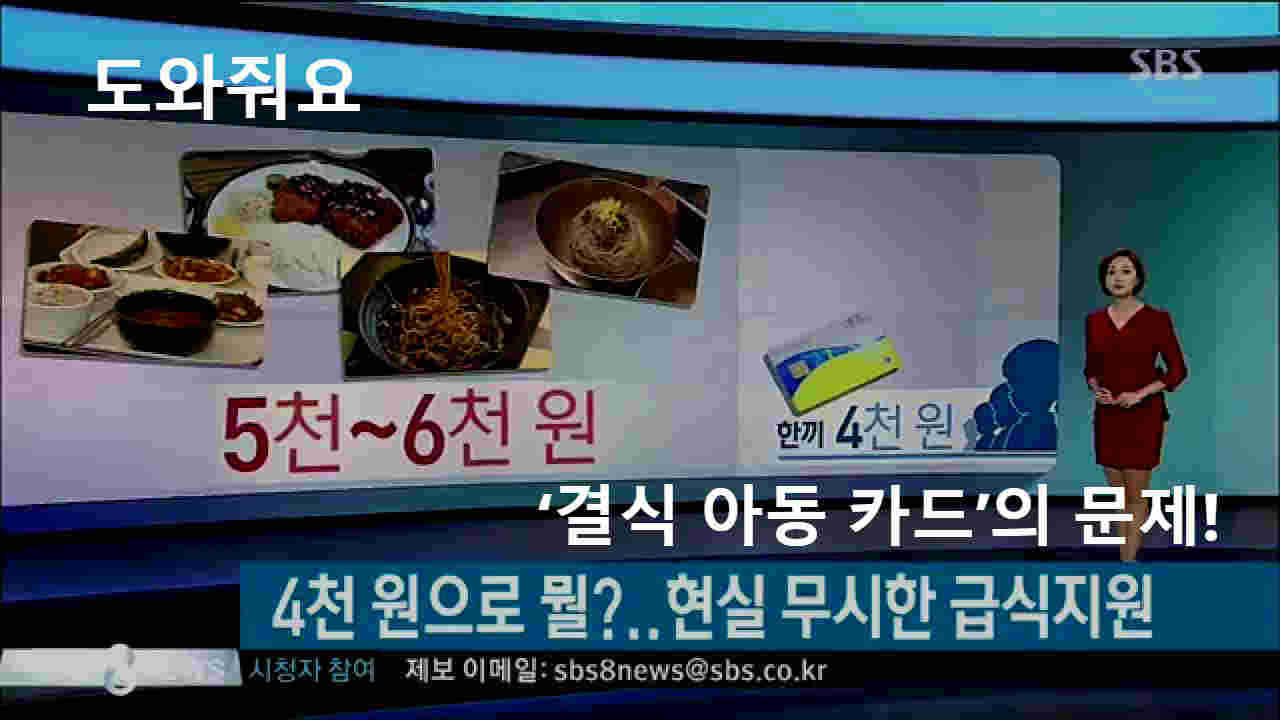 SBS
도와줘요
5천~6천 원
한끼 4천 원
‘결식 아동 카드’의 문제!
4천 원으로 뭘?..현실 무시한 급식지원
시청자 참여 제보 이메일: sbs8news@sbs.co.kr